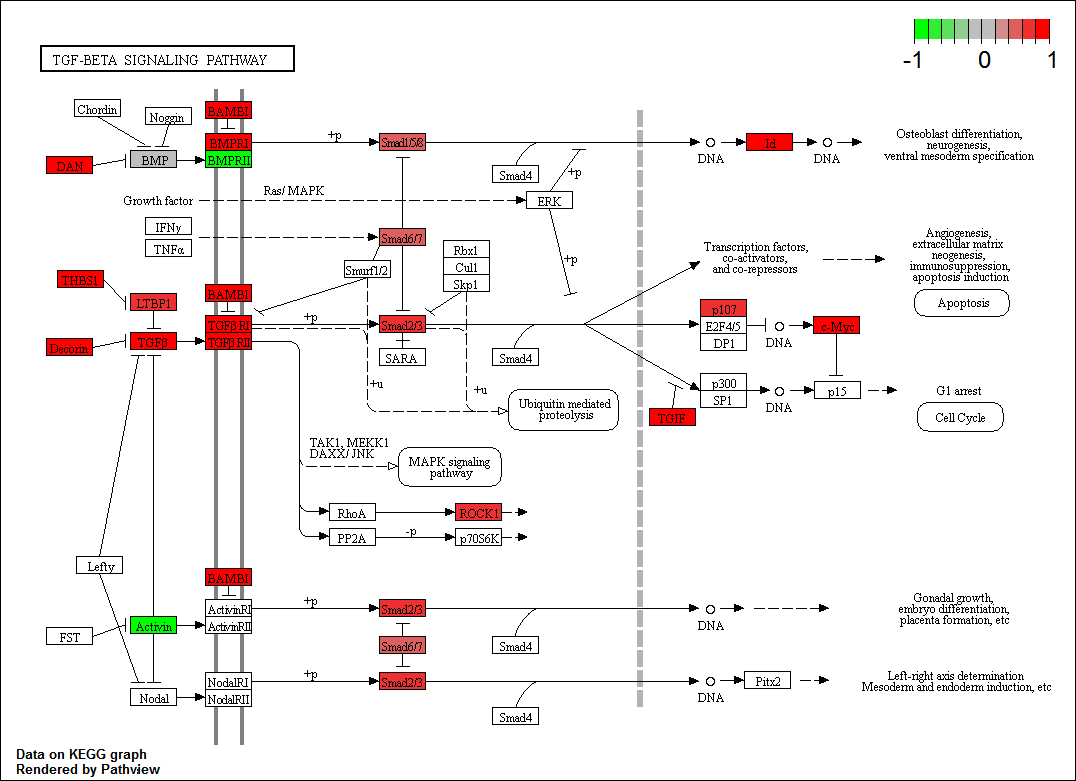 -1 0 1
TGF-BETA SIGNALING PATHWAY
Chordin
Noggin
BAMBI
DAN
BMP
BMPRI
BMPRII
+p
Smad1/5/8
Smad4
DNA
Id
DNA
Osteoblast differentiation,
neurogenesis,
ventral mesoderm specification
Growth factor
Ras/ MAPK
ERK
+p
+p
IFNγ
TNFα
Smad6/7
Smurf1/2
Rbx1
Cul1
Skp1
Transcription factors,
co-activators,
and co-repressors
Angiogenesis,
extracellular matrix
neogenesis,
immunosuppression,
apoptosis induction
Apoptosis
THBS1
LTBP1
BAMBI
Decorin
TGFβ
TGFβ RI
TGFβ RII
+p
Smad2/3
SARA
Smad4
p107
E2F4/5
DP1
DNA
c-Myc
p300
SP1
DNA
p15
G1 arrest
Cell Cycle
TGIF
+u
+u
Ubiquitin mediated
proteolysis
TAK1, MEKK1
DAXX/ JNK
MAPK signaling
pathway
RhoA
ROCK1
PP2A
-p
p70S6K
Lefty
BAMBI
FST
Activin
ActivinRI
ActivinRII
+p
Smad2/3
Smad6/7
Smad4
DNA
Gonadal growth,
embryo differentiation,
placenta formation, etc
Nodal
NodalRI
NodalRII
+p
Smad2/3
Smad4
DNA
Pitx2
Left-right axis determination
Mesoderm and endoderm induction, etc
Data on KEGG graph
Rendered by Pathview